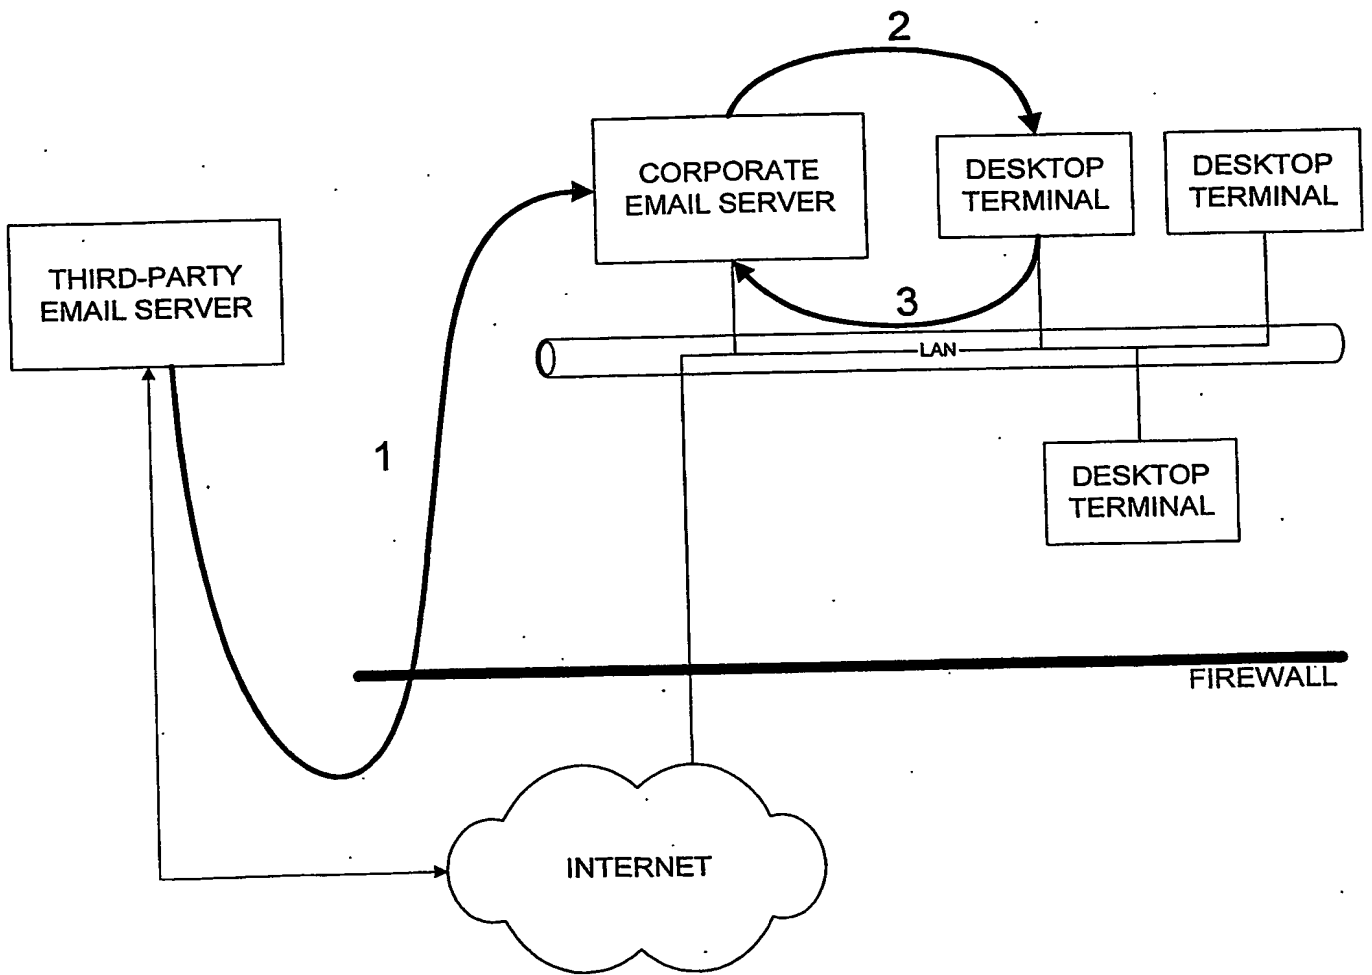 2
CORPORATE
EMAIL SERVER
DESKTOP
TERMINAL
DESKTOP
TERMINAL
THIRD-PARTY
EMAIL SERVER
3
LAN
1
DESKTOP
TERMINAL
FIREWALL
INTERNET